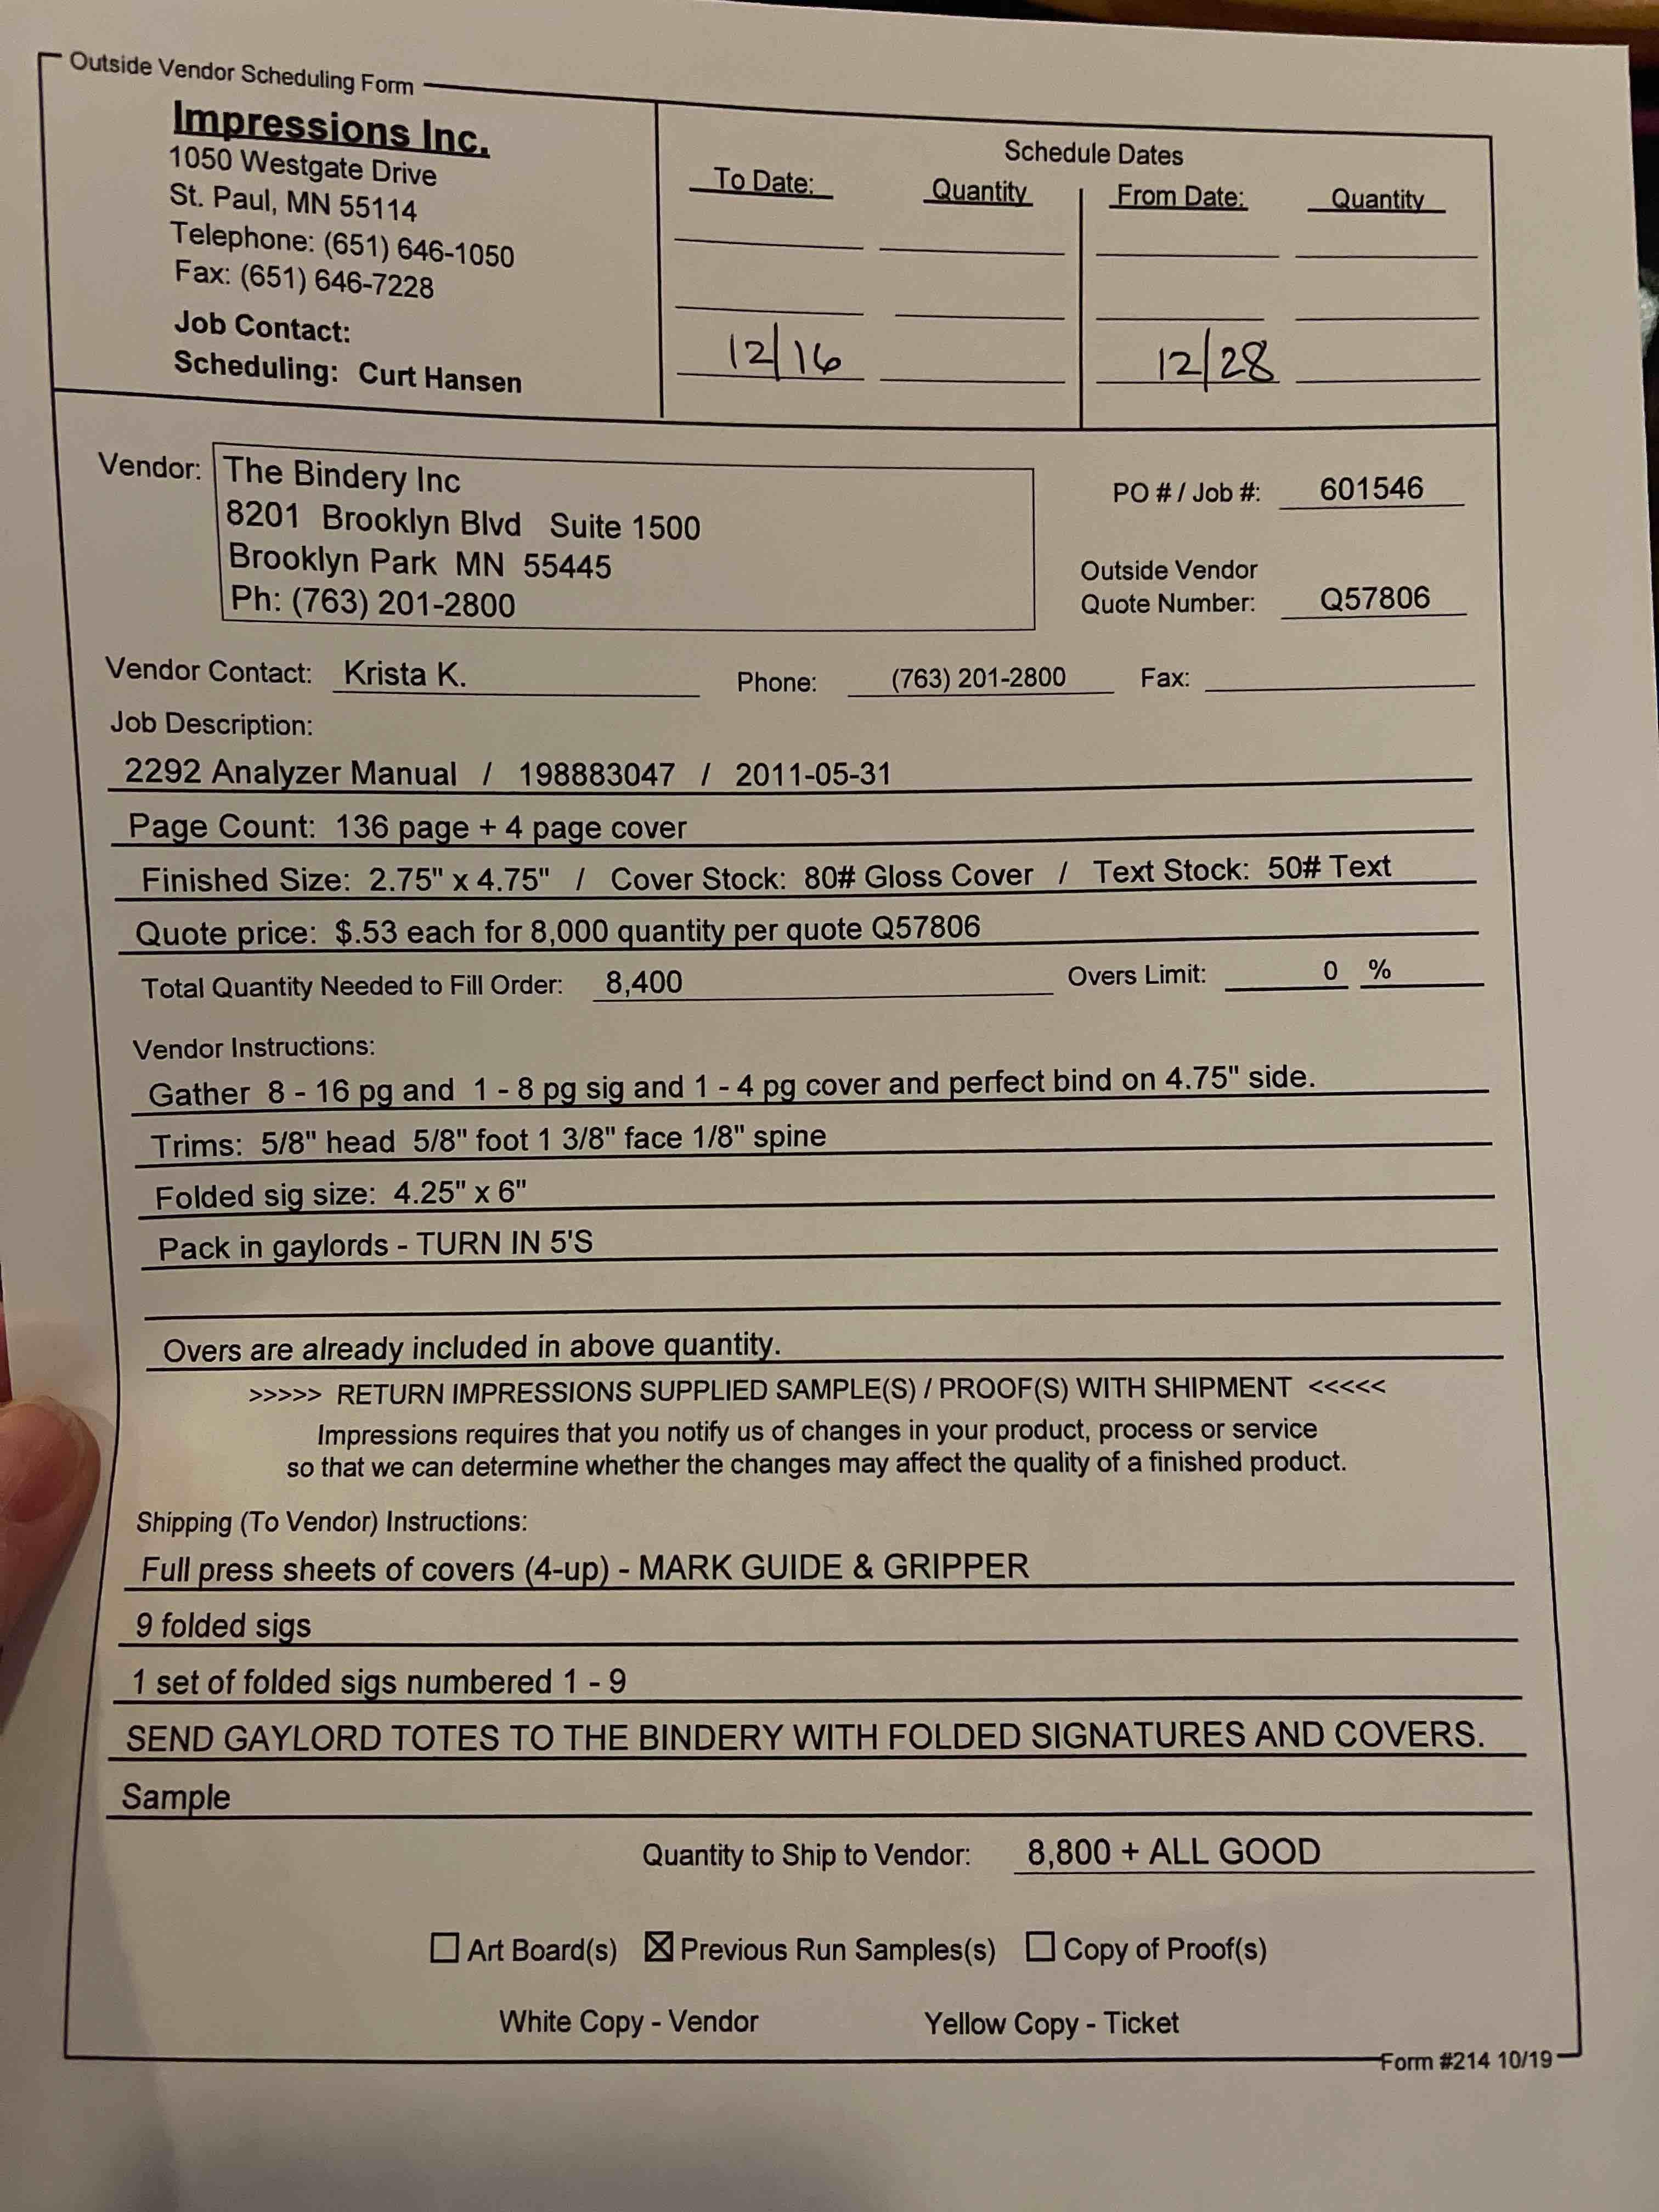 Outside Vendor Scheduling Form
Impressions Inc.
1050 Westgate Drive
St. Paul, MN 55114
Telephone: (651) 646-1050
Fax: (651) 646-7228
Job Contact:
Scheduling: Curt Hansen
Schedule Dates
To Date: Quantity From Date: Quantity
12/16 12/28
Vendor: The Bindery Inc
8201 Brooklyn Blvd Suite 1500
Brooklyn Park MN 55445
Ph: (763) 201-2800
PO # / Job #: 601546
Outside Vendor
Quote Number: Q57806
Vendor Contact: Krista K. Phone: (763) 201-2800 Fax:
Job Description:
2292 Analyzer Manual / 198883047 / 2011-05-31
Page Count: 136 page + 4 page cover
Finished Size: 2.75" x 4.75" / Cover Stock: 80# Gloss Cover / Text Stock: 50# Text
Quote price: $.53 each for 8,000 quantity per quote Q57806
Total Quantity Needed to Fill Order: 8,400 Overs Limit: 0 %
Vendor Instructions:
Gather 8 - 16 pg and 1 - 8 pg sig and 1 - 4 pg cover and perfect bind on 4.75" side.
Trims: 5/8" head 5/8" foot 1 3/8" face 1/8" spine
Folded sig size: 4.25" x 6"
Pack in gaylords - TURN IN 5'S
Overs are already included in above quantity.
>>>>> RETURN IMPRESSIONS SUPPLIED SAMPLE(S) / PROOF(S) WITH SHIPMENT <<<<<
Impressions requires that you notify us of changes in your product, process or service
so that we can determine whether the changes may affect the quality of a finished product.
Shipping (To Vendor) Instructions:
Full press sheets of covers (4-up) - MARK GUIDE & GRIPPER
9 folded sigs
1 set of folded sigs numbered 1 - 9
SEND GAYLORD TOTES TO THE BINDERY WITH FOLDED SIGNATURES AND COVERS.
Sample
Quantity to Ship to Vendor: 8,800 + ALL GOOD
☐ Art Board(s) ☒ Previous Run Samples(s) ☐ Copy of Proof(s)
White Copy - Vendor Yellow Copy - Ticket
Form #214 10/19